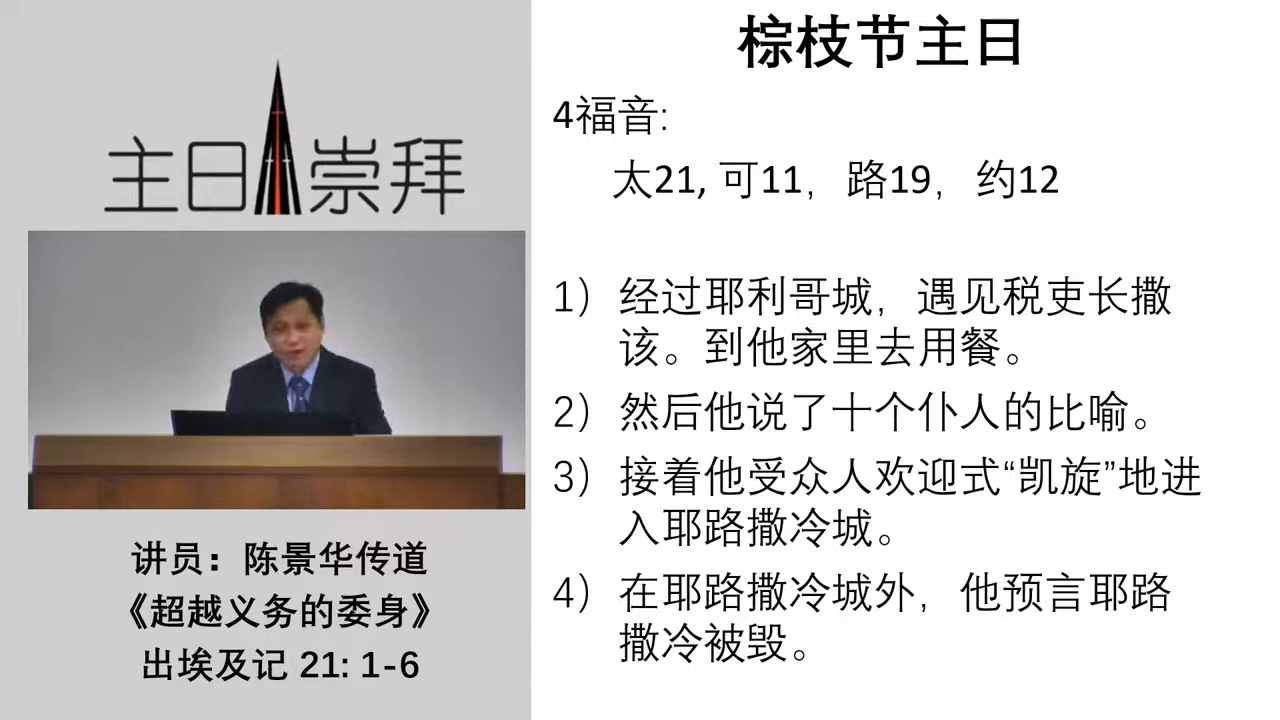 主日崇拜
讲员：陈景华传道
《超越义务的委身》
出埃及记 21: 1-6
棕枝节主日
4福音:
太21, 可11，路19，约12
1）经过耶利哥城，遇见税吏长撒
该。到他家里去用餐。
2）然后他说了十个仆人的比喻。
3）接着他受众人欢迎式“凯旋”地进
入耶路撒冷城。
4）在耶路撒冷城外，他预言耶路
撒冷被毁。